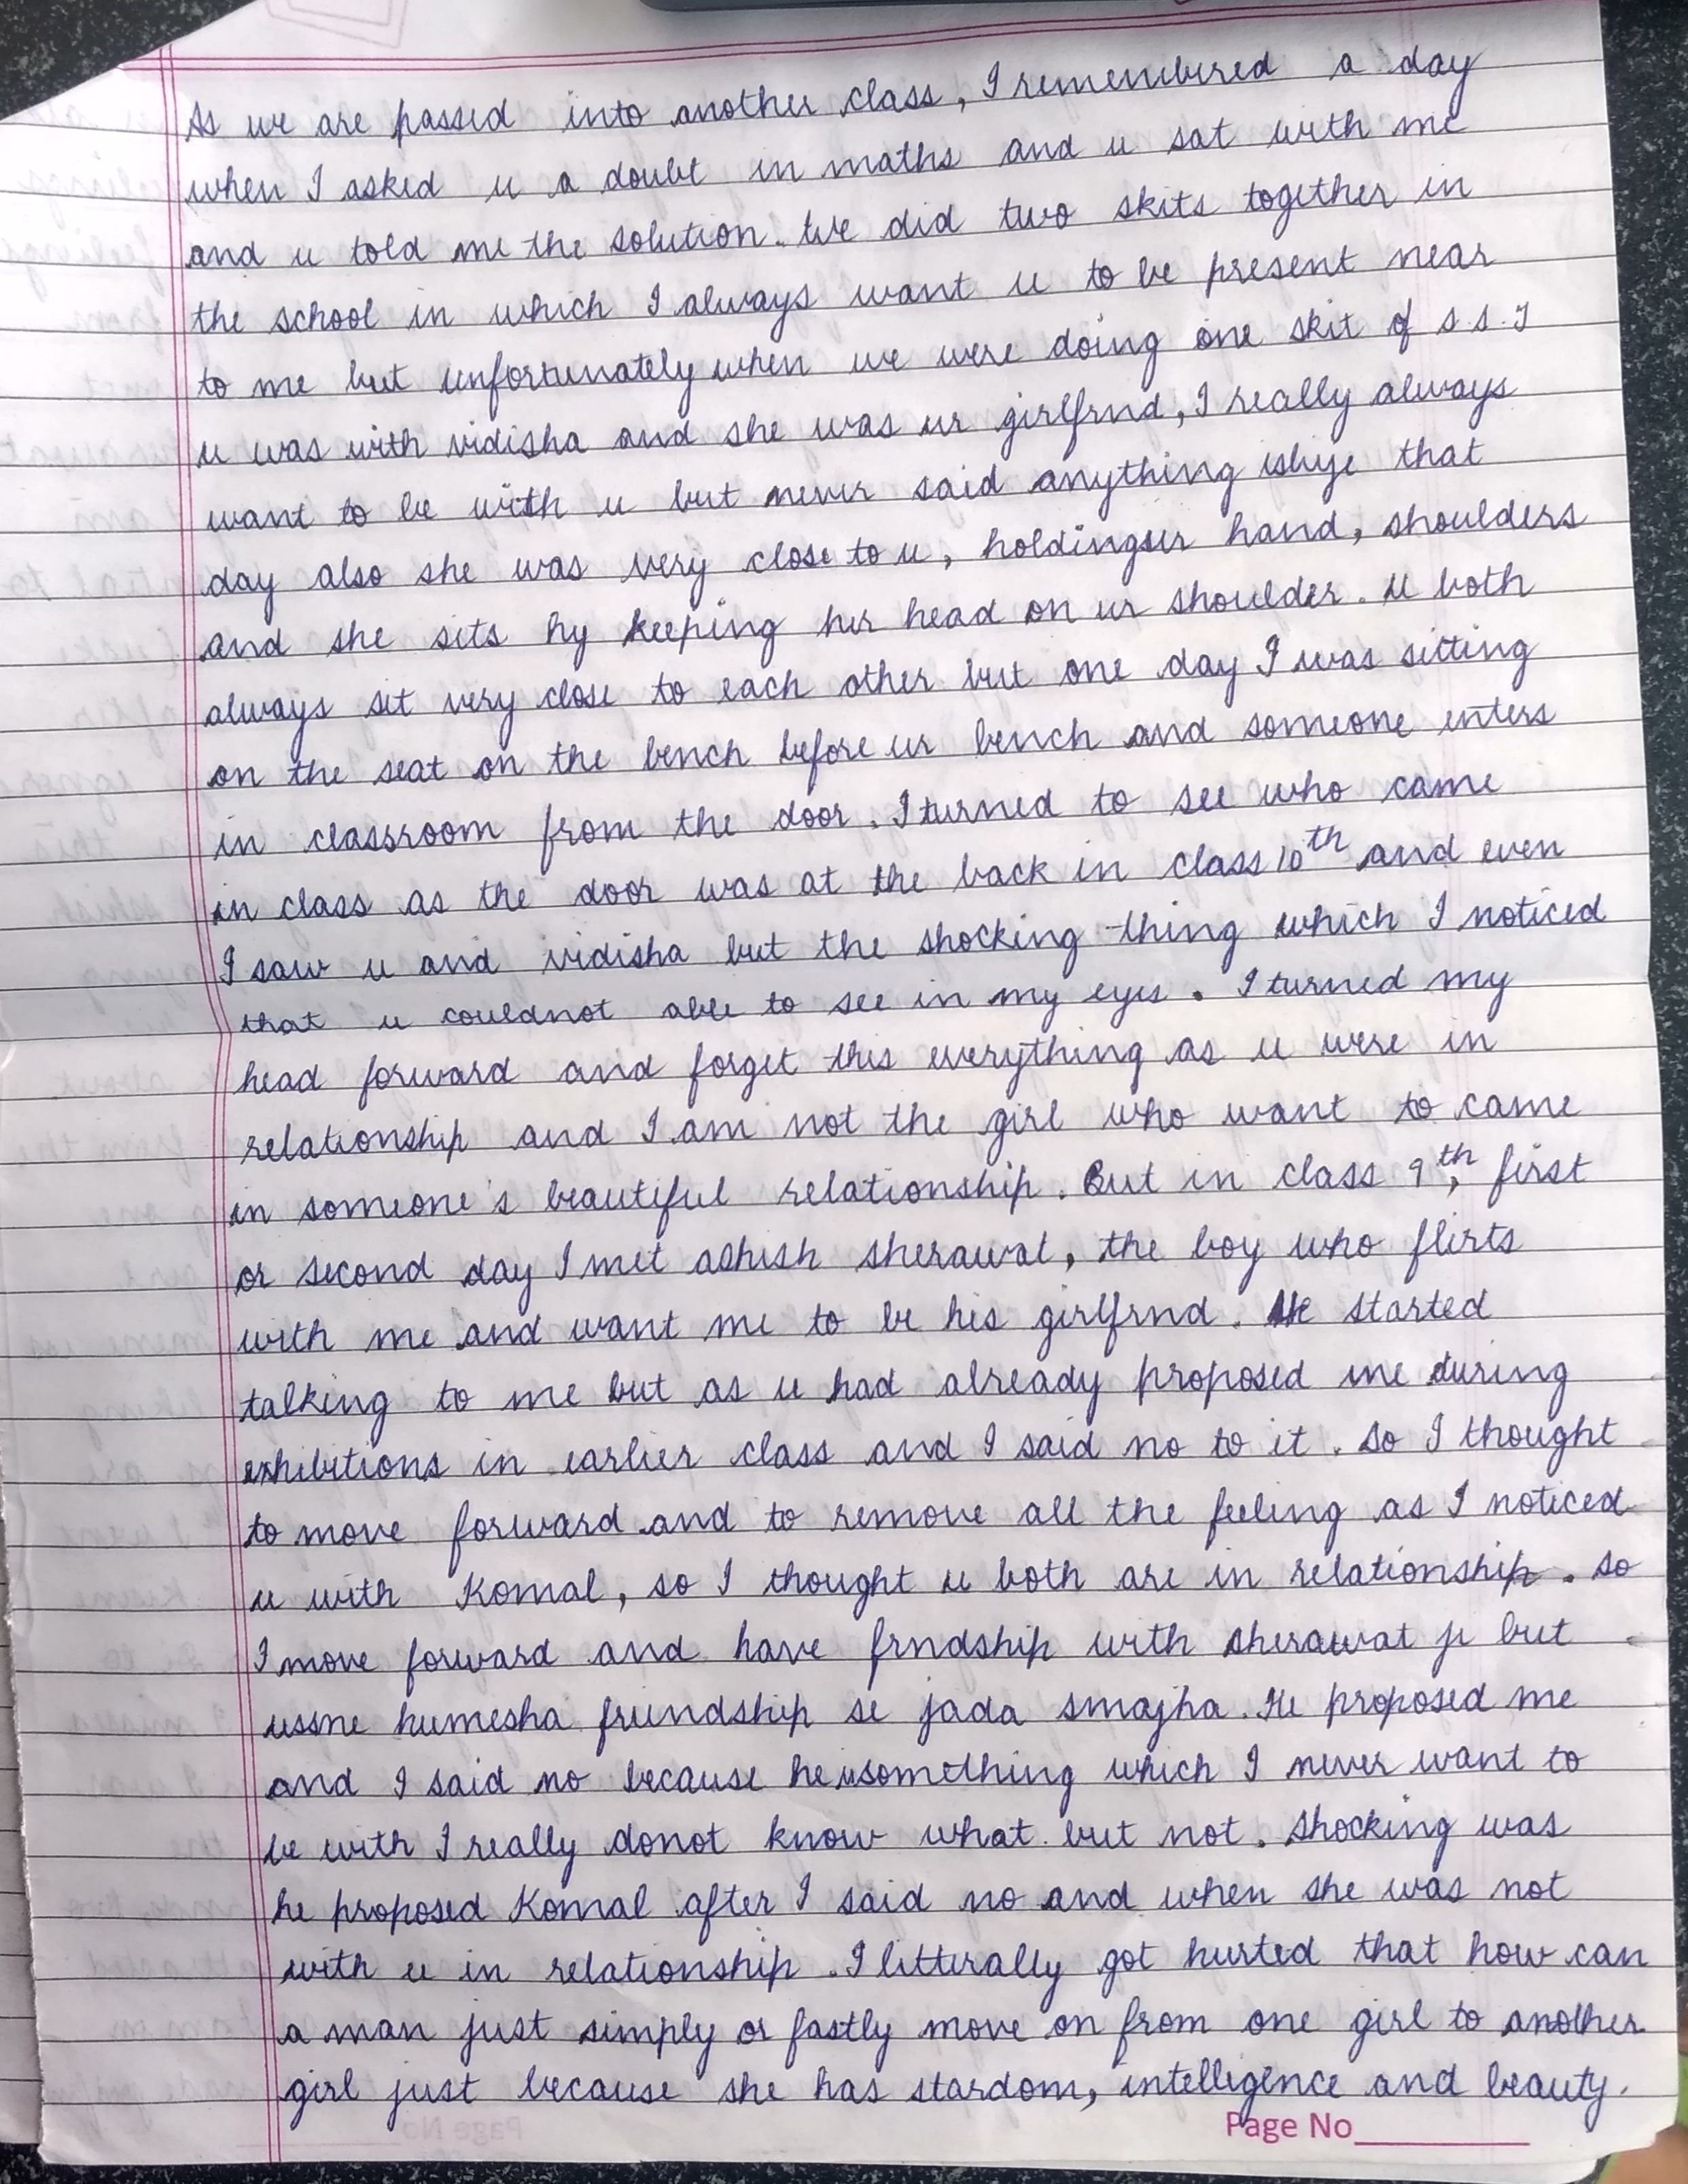 As we are passed into another class, I remembered a day
when I asked u a doubt in maths and u sat with me
and u told me the solution. We did two skits together in
the school in which I always want u to be present near
to me but unfortunately when we were doing one skit of s.s.t
u was with vidisha and she was ur girlfrnd, I really always
want to be with u but never said anything that
day also she was very close to u, holdingur hand, shoulders
and she sits by keeping her head on ur shoulder. U both
always sit very close to each other but one day I was sitting
on the seat on the bench before ur bench and someone enters
in classroom from the door. I turned to see who came
in class as the door was at the back in class 10th and even
I saw u and vidisha but the shocking thing which I noticed
that u couldnot able to see in my eyes. I turned my
head forward and forget this everything as u were in
relationship and I am not the girl who want to came
in someone's beautiful relationship. But in class 9th, first
or second day I met ashish sherawat, the boy who flirts
with me and want me to be his girlfrnd. He started
talking to me but as u had already proposed me during
exhibitions in earlier class and I said no to it. So I thought
to move forward and to remove all the feeling as I noticed
u with Komal, so I thought u both are in relationship. So
I move forward and have frndship with sherawat ji but
ussne humesha friendship se jada smajha. He proposed me
and I said no because he issomething which I never want to
be with I really donot know what but not. Shocking was
he proposed Komal after I said no and when she was not
with u in relationship. I litterally got hurted that how can
a man just simply or fastly move on from one girl to another
girl just because she has stardom, intelligence and beauty.
Page No